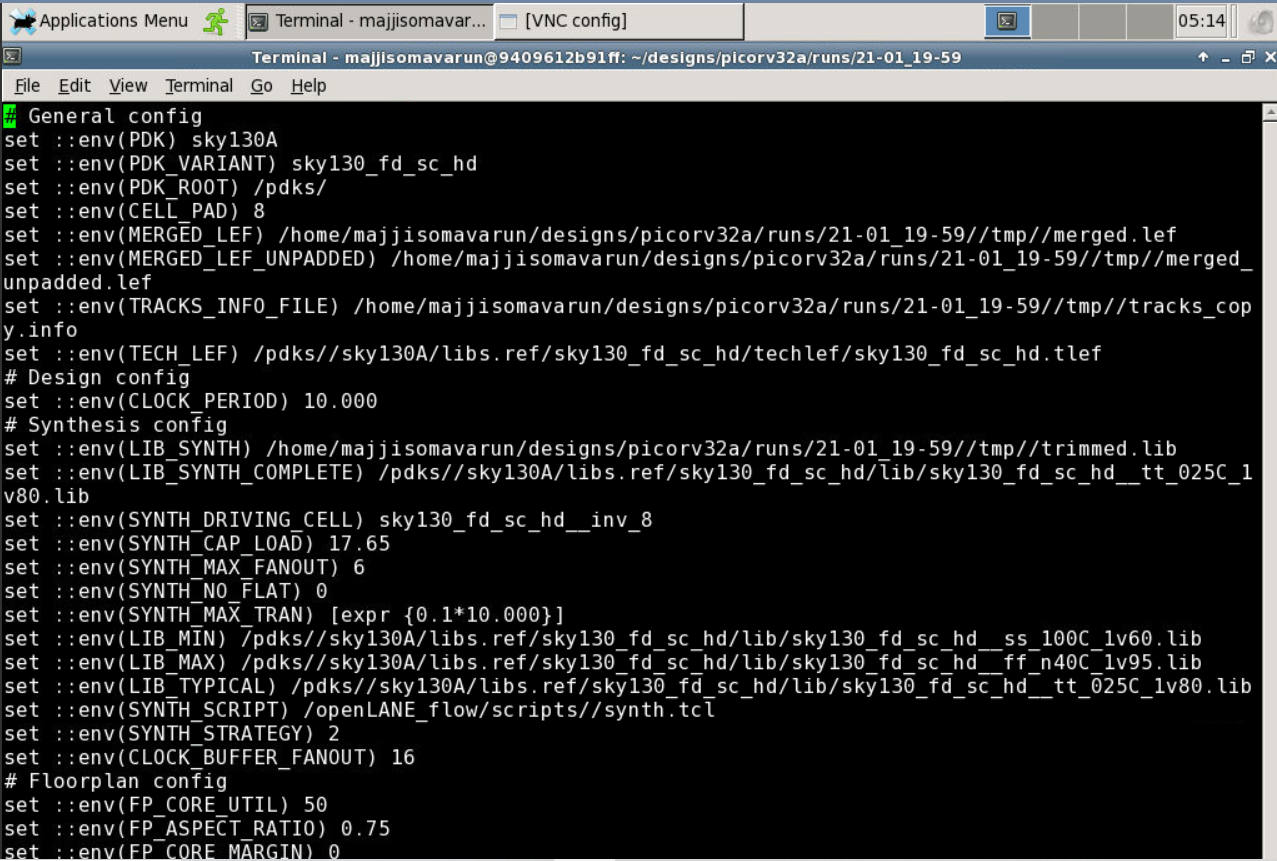 Applications Menu
Terminal - majjisomavar...
[VNC config]
05:14
Terminal - majjisomavarun@9409612b91ff: ~/designs/picorv32a/runs/21-01_19-59
File Edit View Terminal Go Help
# General config
set ::env(PDK) sky130A
set ::env(PDK_VARIANT) sky130_fd_sc_hd
set ::env(PDK_ROOT) /pdks/
set ::env(CELL_PAD) 8
set ::env(MERGED_LEF) /home/majjisomavarun/designs/picorv32a/runs/21-01_19-59//tmp//merged.lef
set ::env(MERGED_LEF_UNPADDED) /home/majjisomavarun/designs/picorv32a/runs/21-01_19-59//tmp//merged_
unpadded.lef
set ::env(TRACKS_INFO_FILE) /home/majjisomavarun/designs/picorv32a/runs/21-01_19-59//tmp//tracks_cop
y.info
set ::env(TECH_LEF) /pdks//sky130A/libs.ref/sky130_fd_sc_hd/techlef/sky130_fd_sc_hd.tlef
# Design config
set ::env(CLOCK_PERIOD) 10.000
# Synthesis config
set ::env(LIB_SYNTH) /home/majjisomavarun/designs/picorv32a/runs/21-01_19-59//tmp//trimmed.lib
set ::env(LIB_SYNTH_COMPLETE) /pdks//sky130A/libs.ref/sky130_fd_sc_hd/lib/sky130_fd_sc_hd__tt_025C_1
v80.lib
set ::env(SYNTH_DRIVING_CELL) sky130_fd_sc_hd__inv_8
set ::env(SYNTH_CAP_LOAD) 17.65
set ::env(SYNTH_MAX_FANOUT) 6
set ::env(SYNTH_NO_FLAT) 0
set ::env(SYNTH_MAX_TRAN) [expr {0.1*10.000}]
set ::env(LIB_MIN) /pdks//sky130A/libs.ref/sky130_fd_sc_hd/lib/sky130_fd_sc_hd__ss_100C_1v60.lib
set ::env(LIB_MAX) /pdks//sky130A/libs.ref/sky130_fd_sc_hd/lib/sky130_fd_sc_hd__ff_n40C_1v95.lib
set ::env(LIB_TYPICAL) /pdks//sky130A/libs.ref/sky130_fd_sc_hd/lib/sky130_fd_sc_hd__tt_025C_1v80.lib
set ::env(SYNTH_SCRIPT) /openLANE_flow/scripts//synth.tcl
set ::env(SYNTH_STRATEGY) 2
set ::env(CLOCK_BUFFER_FANOUT) 16
# Floorplan config
set ::env(FP_CORE_UTIL) 50
set ::env(FP_ASPECT_RATIO) 0.75
set ::env(FP_CORE_MARGIN) 0